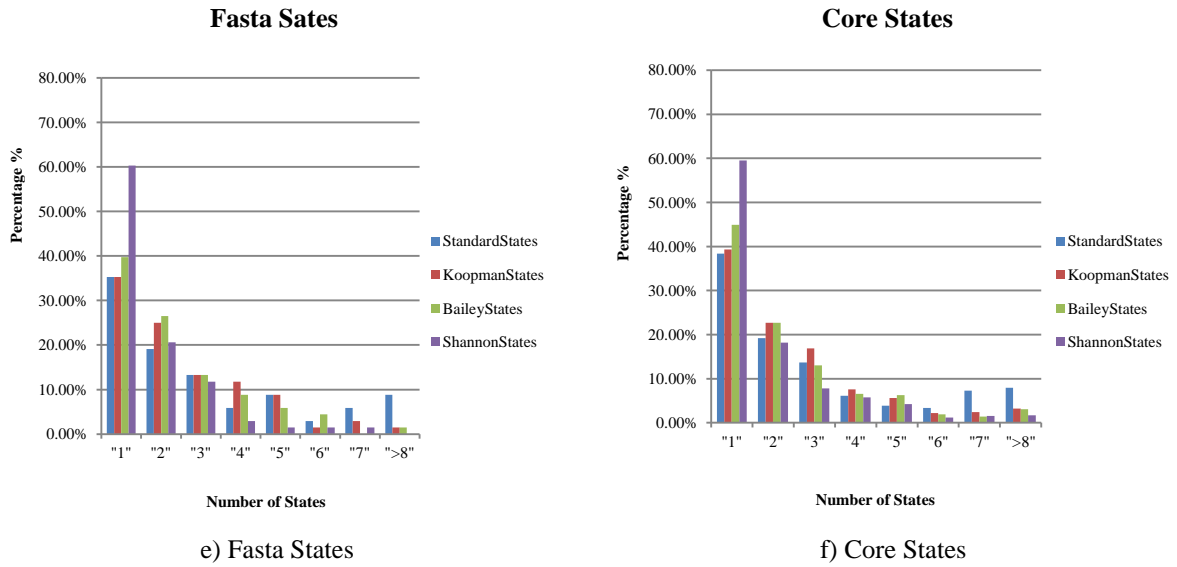 Fasta Sates
80.00%
70.00%
60.00%
50.00%
40.00%
30.00%
20.00%
10.00%
0.00%
Percentage %
"1"
"2"
"3"
"4"
"5"
"6"
"7"
">8"
Number of States
StandardStates
KoopmanStates
BaileyStates
ShannonStates
e) Fasta States
Core States
80.00%
70.00%
60.00%
50.00%
40.00%
30.00%
20.00%
10.00%
0.00%
Percentage %
"1"
"2"
"3"
"4"
"5"
"6"
"7"
">8"
Number of States
StandardStates
KoopmanStates
BaileyStates
ShannonStates
f) Core States